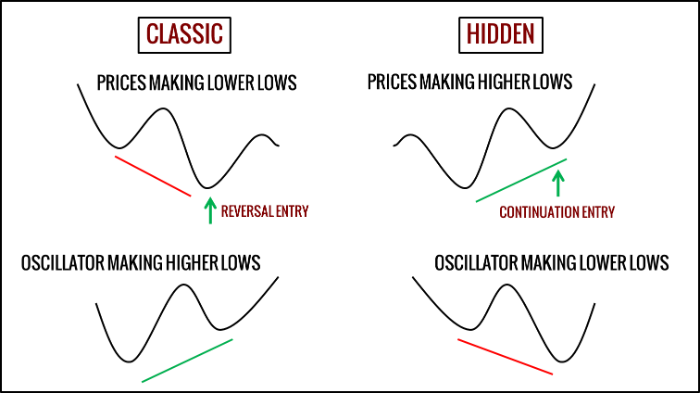 CLASSIC
PRICES MAKING LOWER LOWS
REVERSAL ENTRY
OSCILLATOR MAKING HIGHER LOWS
HIDDEN
PRICES MAKING HIGHER LOWS
CONTINUATION ENTRY
OSCILLATOR MAKING LOWER LOWS